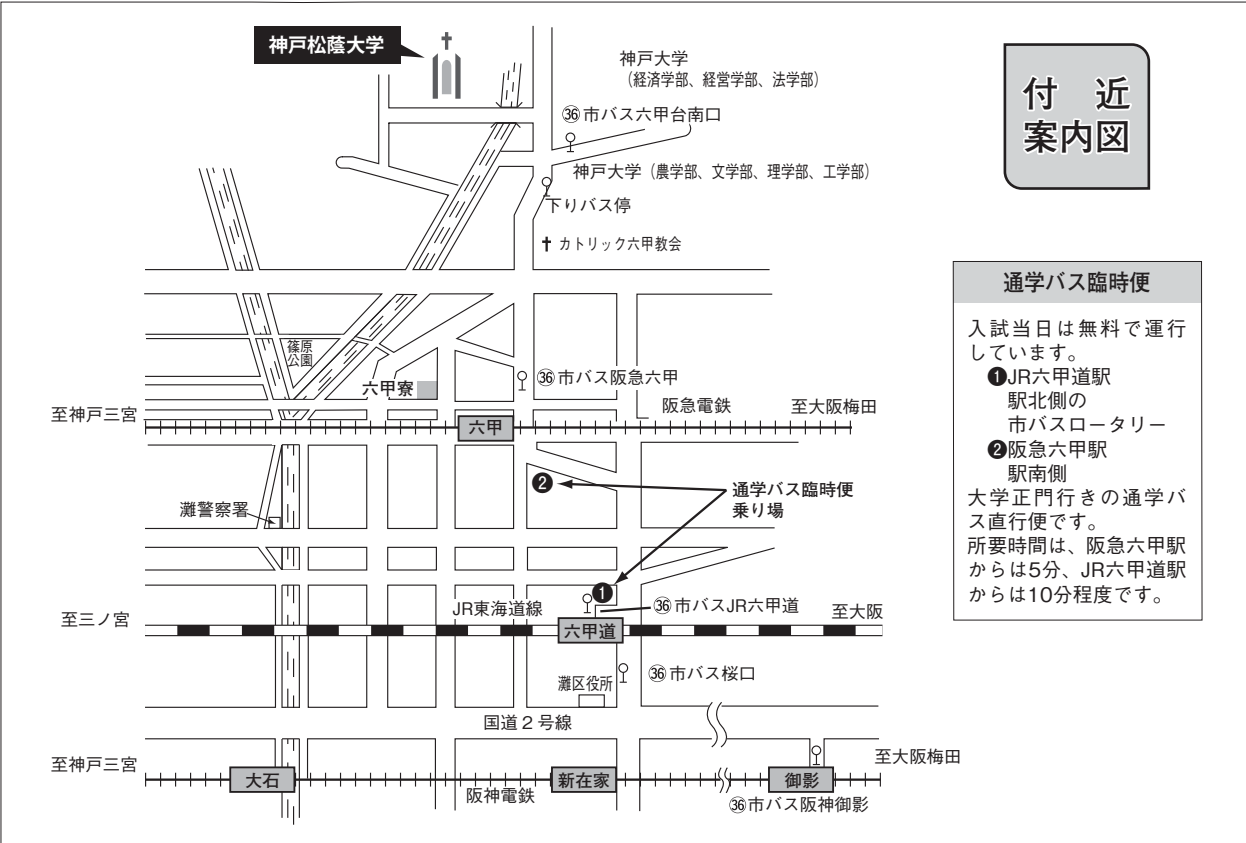 神戸松蔭大学
神戸大学
（経済学部、経営学部、法学部）
㊱市バス六甲台南口
神戸大学（農学部、文学部、理学部、工学部）
下りバス停
カトリック六甲教会
篠原
公園
六甲寮
㊱市バス阪急六甲
至神戸三宮
阪急電鉄
至大阪梅田
六甲
❷
通学バス臨時便
乗り場
灘警察署
❶
JR東海道線
㊱市バスJR六甲道
至三ノ宮
至大阪
六甲道
灘区役所
㊱市バス桜口
国道２号線
至神戸三宮
至大阪梅田
大石
新在家
御影
阪神電鉄
㊱市バス阪神御影
付　近
案内図
通学バス臨時便
入試当日は無料で運行
しています。
❶JR六甲道駅
駅北側の
市バスロータリー
❷阪急六甲駅
駅南側
大学正門行きの通学バ
ス直行便です。
所要時間は、阪急六甲駅
からは5分、JR六甲道駅
からは10分程度です。